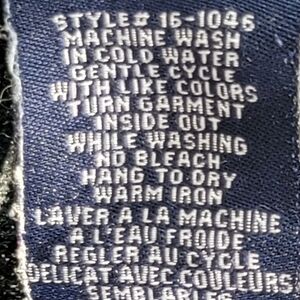 STYLE# 16-1046
MACHINE WASH
IN COLD WATER
GENTLE CYCLE
WITH LIKE COLORS
TURN GARMENT
INSIDE OUT
WHILE WASHING
NO BLEACH
HANG TO DRY
WARM IRON
LAVER A LA MACHINE
A L'EAU FROIDE
REGLER AU CYCLE
DELICAT AVEC COULEURS